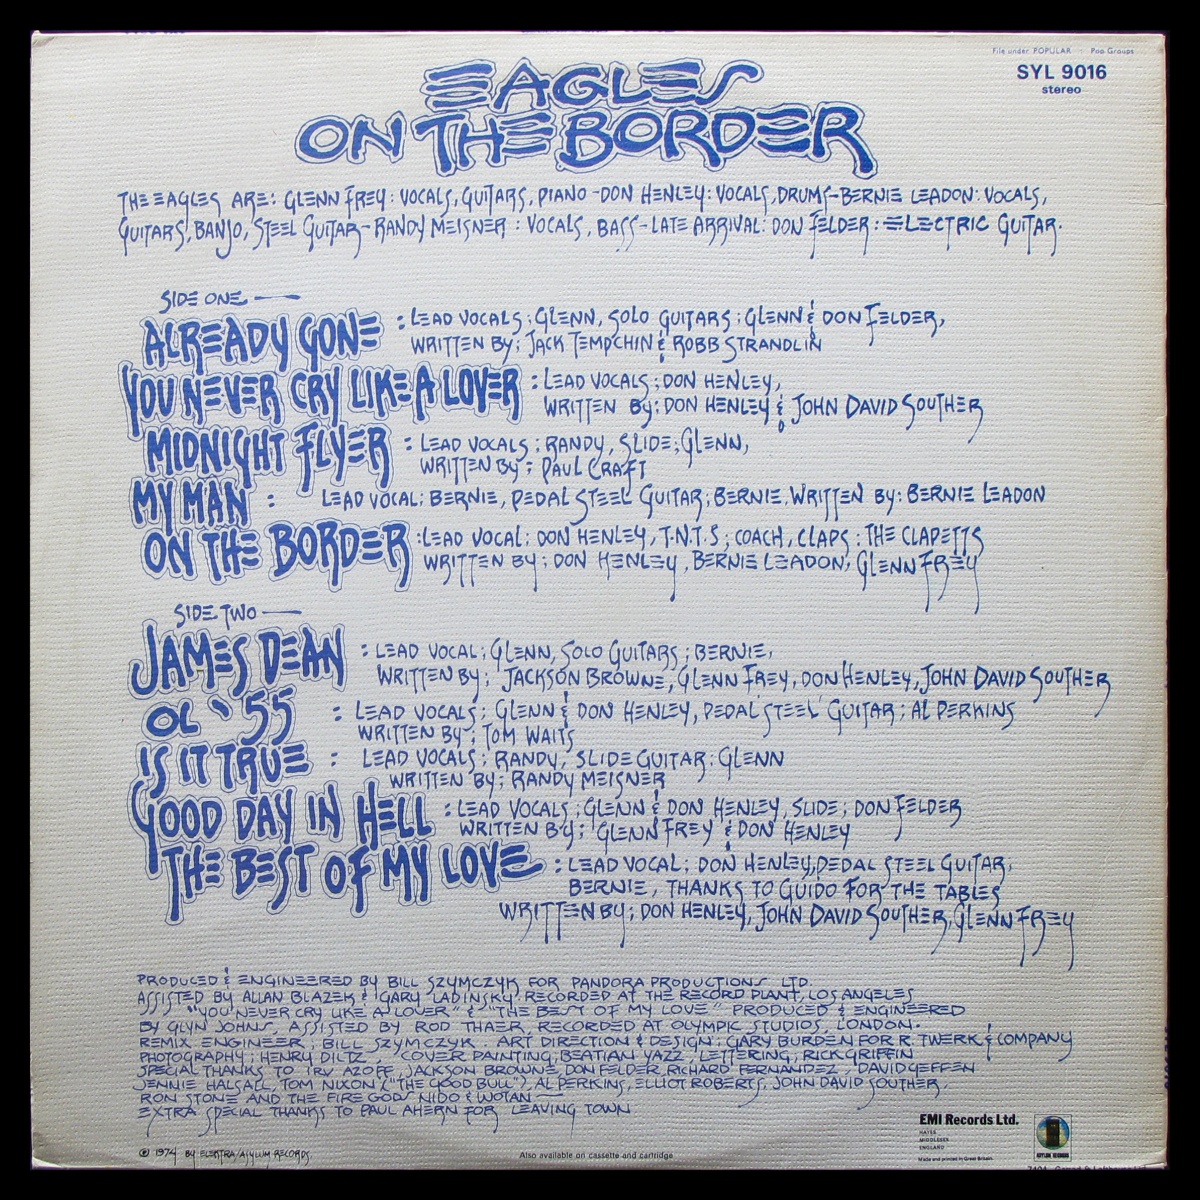 File under POPULAR : Pop Groups
SYL 9016
stereo
EAGLES
ON THE BORDER
THE EAGLES ARE: GLENN FREY: VOCALS, GUITARS, PIANO - DON HENLEY: VOCALS, DRUMS - BERNIE LEADON: VOCALS,
GUITARS, BANJO, STEEL GUITAR - RANDY MEISNER: VOCALS, BASS - LATE ARRIVAL: DON FELDER: ELECTRIC GUITAR.
SIDE ONE —
ALREADY GONE : LEAD VOCALS; GLENN, SOLO GUITARS; GLENN & DON FELDER,
WRITTEN BY; JACK TEMPCHIN & ROBB STRANDLIN
YOU NEVER CRY LIKE A LOVER : LEAD VOCALS; DON HENLEY,
WRITTEN BY: DON HENLEY & JOHN DAVID SOUTHER
MIDNIGHT FLYER : LEAD VOCALS; RANDY, SLIDE; GLENN,
WRITTEN BY; PAUL CRAFT
MY MAN : LEAD VOCAL; BERNIE, PEDAL STEEL GUITAR; BERNIE, WRITTEN BY: BERNIE LEADON
ON THE BORDER : LEAD VOCAL: DON HENLEY, T.N.T.S; COACH, CLAPS: THE CLAPETTS
WRITTEN BY; DON HENLEY, BERNIE LEADON, GLENN FREY
SIDE TWO —
JAMES DEAN : LEAD VOCAL; GLENN, SOLO GUITARS; BERNIE,
WRITTEN BY; JACKSON BROWNE, GLENN FREY, DON HENLEY, JOHN DAVID SOUTHER
OL '55 : LEAD VOCALS; GLENN & DON HENLEY, PEDAL STEEL GUITAR; AL PERKINS
WRITTEN BY; TOM WAITS
IS IT TRUE : LEAD VOCALS; RANDY, SLIDE GUITAR; GLENN
WRITTEN BY; RANDY MEISNER
GOOD DAY IN HELL : LEAD VOCALS; GLENN & DON HENLEY, SLIDE; DON FELDER
WRITTEN BY; GLENN FREY & DON HENLEY
THE BEST OF MY LOVE : LEAD VOCAL; DON HENLEY, PEDAL STEEL GUITAR;
BERNIE, THANKS TO GUIDO FOR THE TABLES
WRITTEN BY; DON HENLEY, JOHN DAVID SOUTHER, GLENN FREY
PRODUCED & ENGINEERED BY BILL SZYMCZYK FOR PANDORA PRODUCTIONS LTD.
ASSISTED BY ALLAN BLAZEK & GARY LADINSKY. RECORDED AT THE RECORD PLANT, LOS ANGELES
"YOU NEVER CRY LIKE A LOVER" & "THE BEST OF MY LOVE" PRODUCED & ENGINEERED
BY GLYN JOHNS, ASSISTED BY ROD THAER, RECORDED AT OLYMPIC STUDIOS, LONDON.
REMIX ENGINEER; BILL SZYMCZYK. ART DIRECTION & DESIGN; GARY BURDEN FOR R. TWERK & COMPANY
PHOTOGRAPHY; HENRY DILTZ, COVER PAINTING; BEATIAN YAZZ, LETTERING; RICK GRIFFIN
SPECIAL THANKS TO IRV AZOFF, JACKSON BROWNE, DON FELDER, RICHARD FERNANDEZ, DAVID GEFFEN
JENNIE HALSALL, TOM NIXON ("THE GOOD BULL"), AL PERKINS, ELLIOT ROBERTS, JOHN DAVID SOUTHER,
RON STONE AND THE FIRE GODS NIDO & WOTAN —
EXTRA SPECIAL THANKS TO PAUL AHERN FOR LEAVING TOWN
EMI Records Ltd.
HAYES
MIDDLESEX
ENGLAND
Made and printed in Great Britain
ASYLUM RECORDS
℗ 1974 BY ELEKTRA/ASYLUM RECORDS.
Also available on cassette and cartridge